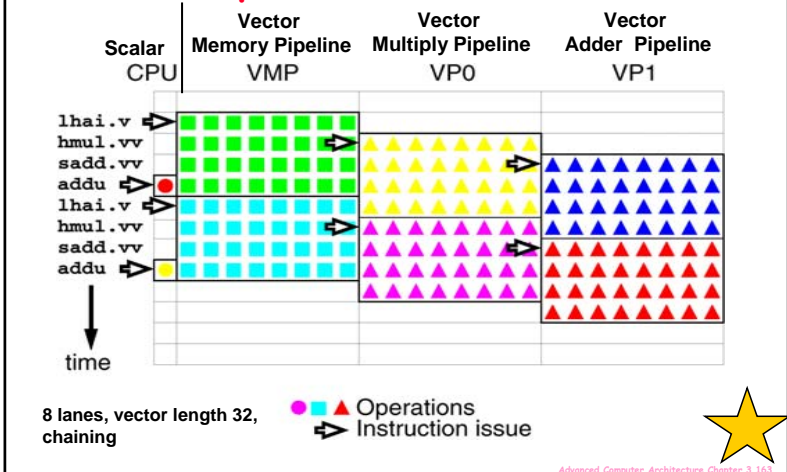 Scalar
CPU
Vector
Memory Pipeline
VMP
Vector
Multiply Pipeline
VP0
Vector
Adder Pipeline
VP1
lhai.v
hmul.vv
sadd.vv
addu
lhai.v
hmul.vv
sadd.vv
addu
time
8 lanes, vector length 32,
chaining
Operations
Instruction issue
Advanced Computer Architecture Chapter 3.163